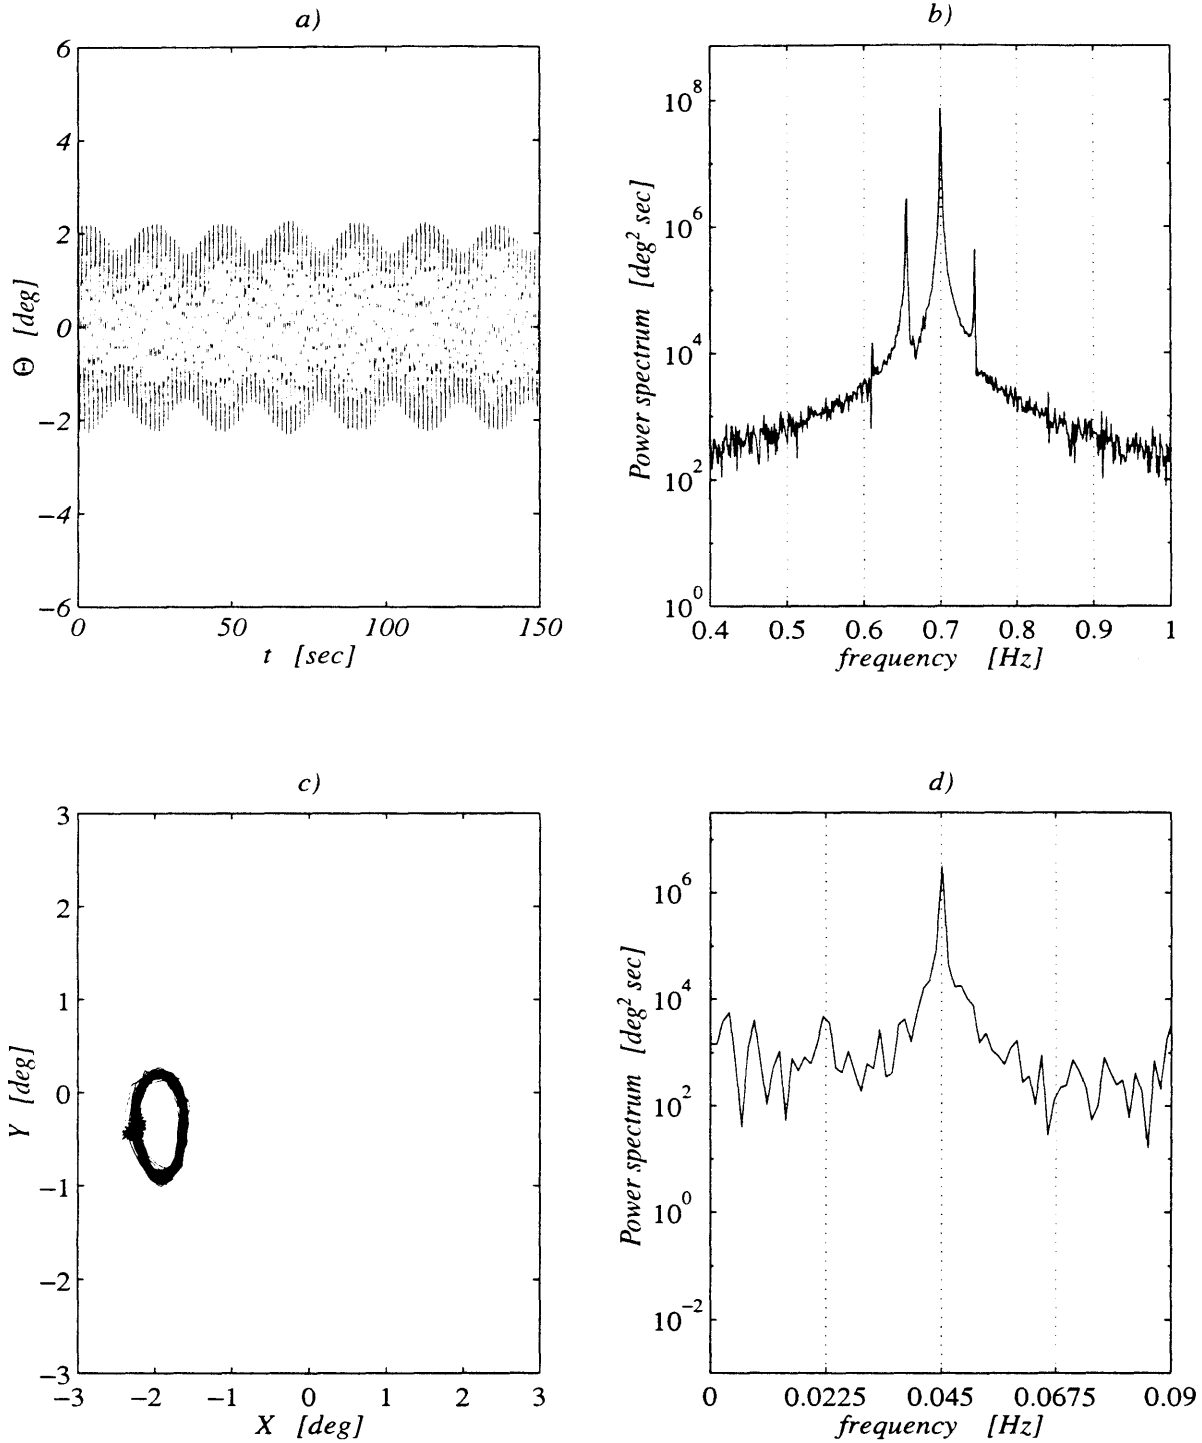 a)
6
4
2
0
−2
−4
−6
Θ [deg]
0 50 100 150
t [sec]
b)
10^8
10^6
10^4
10^2
10^0
Power spectrum [deg^2 sec]
0.4 0.5 0.6 0.7 0.8 0.9 1
frequency [Hz]
c)
3
2
1
0
−1
−2
−3
Y [deg]
−3 −2 −1 0 1 2 3
X [deg]
d)
10^6
10^4
10^2
10^0
10^−2
Power spectrum [deg^2 sec]
0 0.0225 0.045 0.0675 0.09
frequency [Hz]